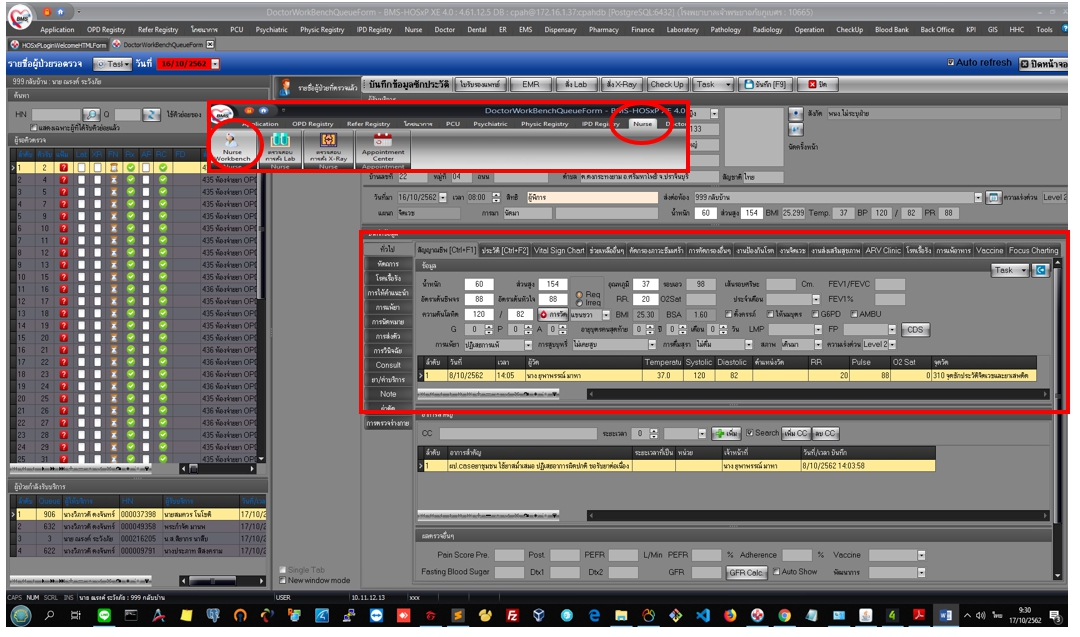 DoctorWorkBenchQueueForm - BMS-HOSxP XE 4.0 : 4.61.12.5 DB : cpah@172.16.1.37:cpahdb [PostgreSQL:6432] (โรงพยาบาลเจ้าพระยาอภัยภูเบศร : 10665)
Application OPD Registry Refer Registry โภชนาการ PCU Psychiatric Physic Registry IPD Registry Nurse Doctor Dental ER EMS Dispensary Pharmacy Finance Laboratory Pathology Radiology Operation CheckUp Blood Bank Back Office KPI GIS HHC Tools
HOSxPLoginWelcomeHTMLForm DoctorWorkBenchQueueForm
รายชื่อผู้ป่วยรอตรวจ Task วันที่ 16/10/2562 Auto refresh ปิดหน้าจอ
999 กลับบ้าน : นาย ณรงค์ ระวังภัย
รายชื่อผู้ป่วยที่ตรวจแล้ว บันทึกข้อมูลซักประวัติ ใบรับรองแพทย์ EMR สั่ง Lab สั่ง X-Ray Check Up Task บันทึก [F9] ปิด
ค้นหา
HN Q ใช้คิวย่อยของ
แสดงเฉพาะผู้ที่ได้รับคิวย่อยแล้ว
DoctorWorkBenchQueueForm - BMS-HOSxP XE 4.0
Application OPD Registry Refer Registry โภชนาการ PCU Psychiatric Physic Registry IPD Registry Nurse Doctor
Nurse Workbench
ตรวจสอบ การสั่ง Lab
ตรวจสอบ การสั่ง X-Ray
Appointment Center
Nurse Nurse Nurse Appointment
สังกัด พนง.ไม่ระบุฝ่าย
นัดครั้งหน้า
บ้านเลขที่ 22 หมู่ที่ 04 ถนน ตำบล ต.ดงกระทงยาม อ.ศรีมหาโพธิ จ.ปราจีนบุรี สัญชาติ ไทย
วันที่มา 16/10/2562 เวลา 08:00 สิทธิ ผู้พิการ ส่งต่อห้อง 999 กลับบ้าน ความเร่งด่วน Level 2
แผนก จิตเวช การมา นัดมา น้ำหนัก 60 ส่วนสูง 154 BMI 25.299 Temp. 37 BP 120 / 82 PR 88
ผู้รอคิวตรวจ
1 2 435 ห้องจ่ายยา OPD
2 4 435 ห้องจ่ายยา OPD
3 5 435 ห้องจ่ายยา OPD
4 7 435 ห้องจ่ายยา OPD
5 9 435 ห้องจ่ายยา OPD
6 10 435 ห้องจ่ายยา OPD
7 11 435 ห้องจ่ายยา OPD
8 12 435 ห้องจ่ายยา OPD
9 13 435 ห้องจ่ายยา OPD
10 15 435 ห้องจ่ายยา OPD
11 16 436 ห้องจ่ายยา OPD
12 17 436 ห้องจ่ายยา OPD
13 18 435 ห้องจ่ายยา OPD
14 19 435 ห้องจ่ายยา OPD
15 20 435 ห้องจ่ายยา OPD
16 21 436 ห้องจ่ายยา OPD
17 22 436 ห้องจ่ายยา OPD
18 23 435 ห้องจ่ายยา OPD
19 24 436 ห้องจ่ายยา OPD
20 25 435 ห้องจ่ายยา OPD
21 26 435 ห้องจ่ายยา OPD
22 27 436 ห้องจ่ายยา OPD
23 28 436 ห้องจ่ายยา OPD
24 29 436 ห้องจ่ายยา OPD
25 31 435 ห้องจ่ายยา OPD
ทั่วไป
หัตถการ
โรคเรื้อรัง
การให้คำแนะนำ
การแพ้ยา
การนัดหมาย
การส่งตัว
การวินิจฉัย
Consult
ยา/ค่าบริการ
Note
ผ่าตัด
การตรวจร่างกาย
สัญญาณชีพ [Ctrl+F1] ประวัติ [Ctrl+F2] Vital Sign Chart ช่วยเหลืออื่นๆ คัดกรองภาวะซึมเศร้า การคัดกรองอื่นๆ งานป้องกันโรค งานจิตเวช งานส่งเสริมสุขภาพ ARV Clinic โรคเรื้อรัง การแพ้อาหาร Vaccine Focus Charting
ข้อมูล Task
น้ำหนัก 60 ส่วนสูง 154 Reg Irreg อุณหภูมิ 37 รอบเอว 98 เส้นรอบศรีษะ Cm. FEV1/FEVC
อัตราเต้นชีพจร 88 อัตราเต้นหัวใจ 88 RR. 20 O2Sat ประจำเดือน FEV1%
ความดันโลหิต 120 / 82 การวัด แขนขวา BMI 25.30 BSA 1.60 ตั้งครรภ์ ให้นมบุตร G6PD AMBU
G 0 P 0 A 0 อายุบุตรคนสุดท้าย 0 ปี 0 เดือน 0 วัน LMP FP CDS
การแพ้ยา ปฏิเสธการแพ้ การสูบบุหรี่ ไม่เคยสูบ การดื่มสุรา ไม่ดื่ม สภาพ เดินมา ความเร่งด่วน Level 2
ลำดับ วันที่ เวลา ผู้วัด Temperatu Systolic Diastolic ตำแหน่งวัด RR Pulse O2 Sat จุดวัด
1 8/10/2562 14:05 นาง ยุพาพรรณ์ มาหา 37.0 120 82 20 88 0 310 จุดซักประวัติจิตเวชและยาเสพติด
อาการสำคัญ
CC ระยะเวลา 0 เพิ่ม Search เพิ่ม CC ลบ CC
ลำดับ อาการสำคัญ ระยะเวลาที่เป็น หน่วย เจ้าหน้าที่ วันที่/เวลา บันทึก
1 ผป.caseยาชุมชน ใช้ยาสม่ำเสมอ ปฏิเสธอาการผิดปกติ ขอรับยาต่อเนื่อง นาง ยุพาพรรณ์ มาหา 8/10/2562 14:03:58
ผู้ป่วยกำลังรับบริการ
1 906 นางวิภาวดี คงจันทร์ 000037398 นายสมควร โนโชติ 17/10/2
2 632 นางวิภาวดี คงจันทร์ 000049358 พระกำจัด มานพ 17/10/2
3 3 นาย ณรงค์ ระวังภัย 000216205 น.ส.ธิยากร นาสืบ 17/10/2
4 622 นางวิภาวดี คงจันทร์ 000009791 นางประภาพร สิสงคราม 17/10/2
ผลตรวจอื่นๆ
Pain Score Pre. Post. PEFR L/Min PEFR % Adherence % Vaccine
Fasting Blood Sugar Dtx1 Dtx2 GFR GFR Calc Auto Show พัฒนาการ
Single Tab
New window mode
CAPS NUM SCRL INS นาย ณรงค์ ระวังภัย : 999 กลับบ้าน USER 10.11.12.13 xxx
ไทย 9:30
17/10/2562